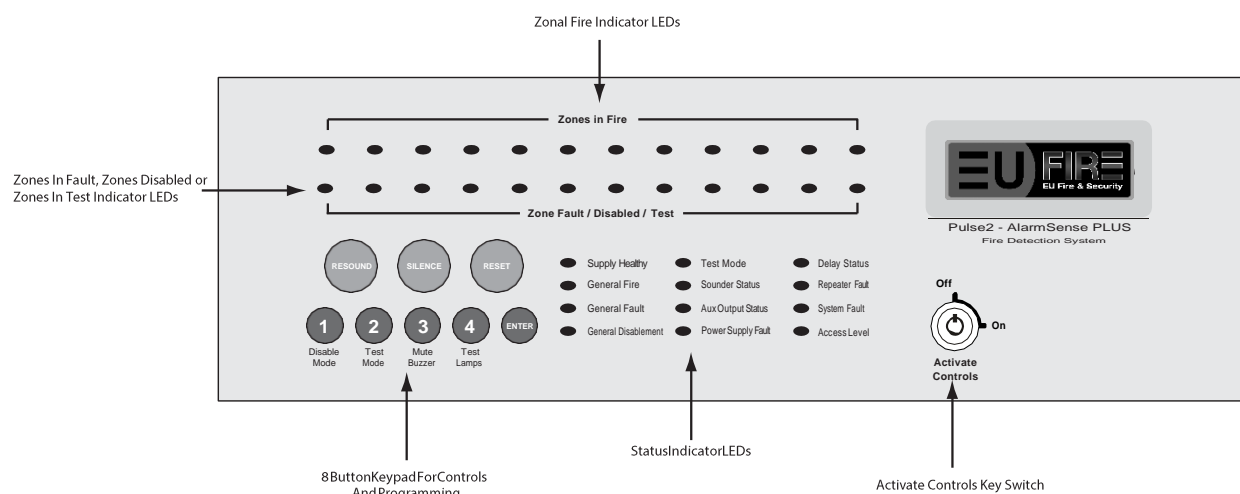 Zonal Fire Indicator LEDs
Zones in Fire
Zones In Fault, Zones Disabled or
Zones In Test Indicator LEDs
Zone Fault / Disabled / Test
EU FIRE
EU Fire & Security
Pulse2 - AlarmSense PLUS
Fire Detection System
RESOUND
SILENCE
RESET
Supply Healthy
Test Mode
Delay Status
General Fire
Sounder Status
Repeater Fault
General Fault
Aux Output Status
System Fault
General Disablement
Power Supply Fault
Access Level
1
2
3
4
ENTER
Disable
Mode
Test
Mode
Mute
Buzzer
Test
Lamps
Off
On
Activate
Controls
StatusIndicatorLEDs
8ButtonKeypadForControls
AndProgramming
Activate Controls Key Switch